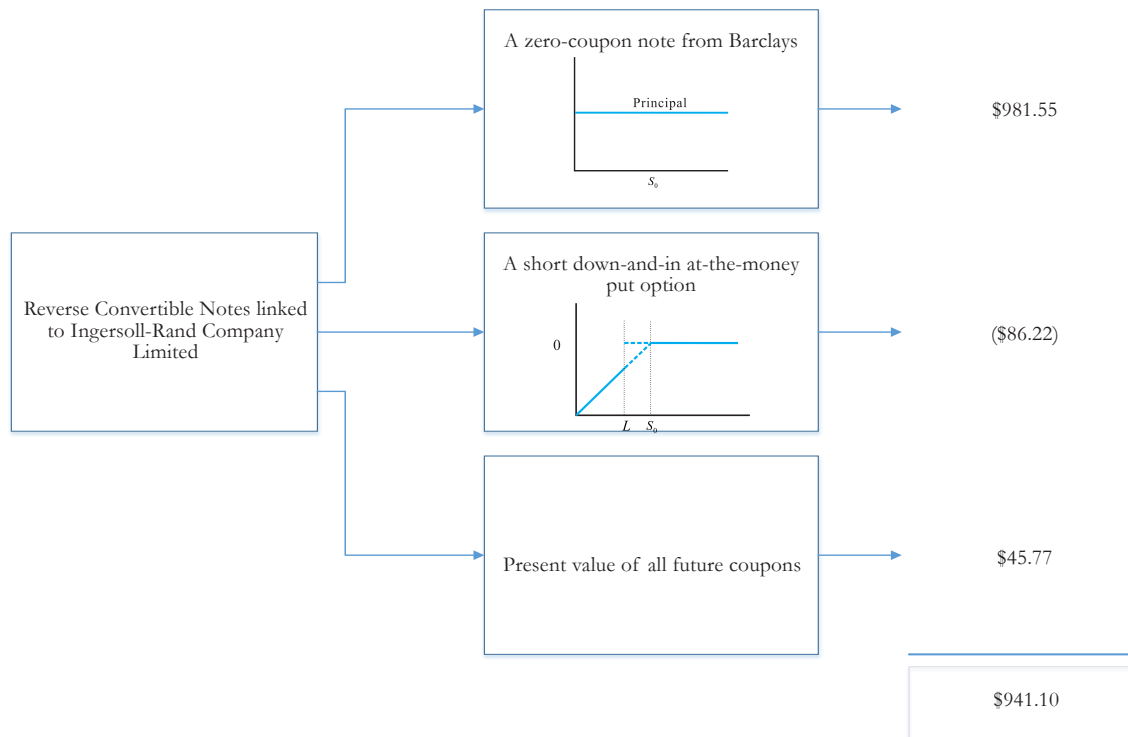 A zero-coupon note from Barclays
Principal
S₀
$981.55
Reverse Convertible Notes linked
to Ingersoll-Rand Company
Limited
A short down-and-in at-the-money
put option
0
L S₀
($86.22)
Present value of all future coupons
$45.77
$941.10